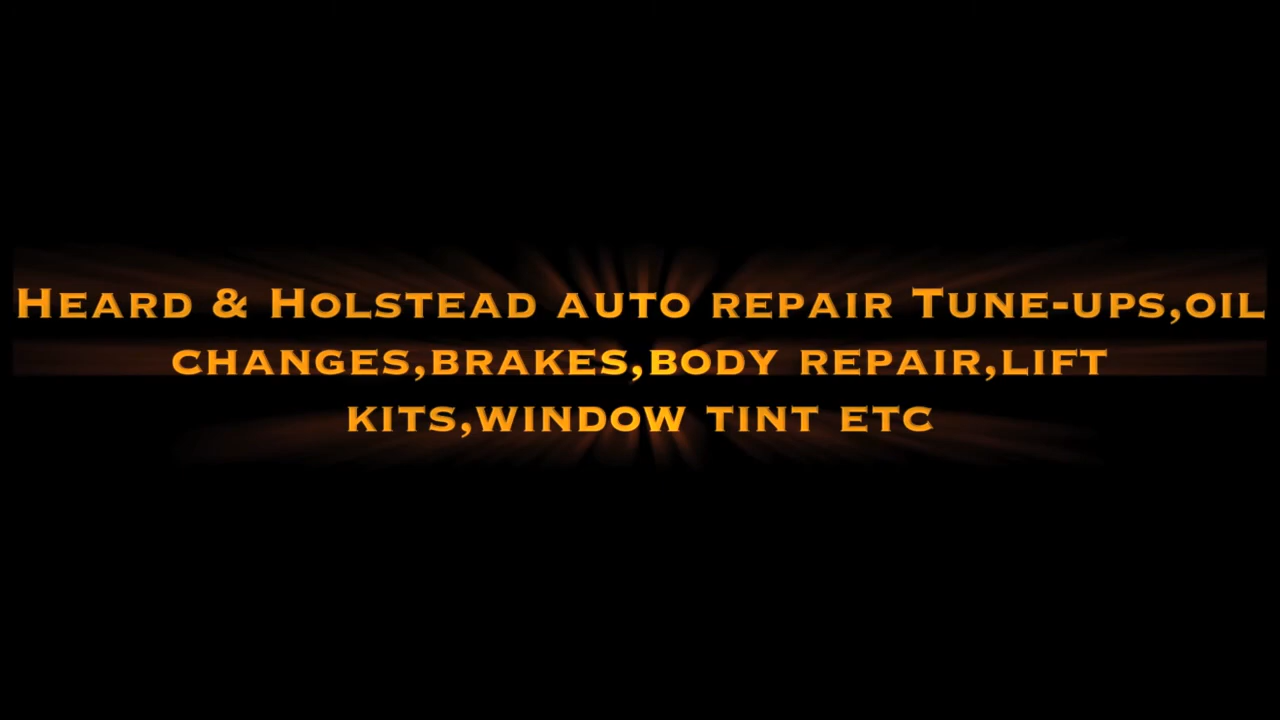 Heard & Holstead auto repair Tune-ups,oil
changes,brakes,body repair,lift
kits,window tint etc